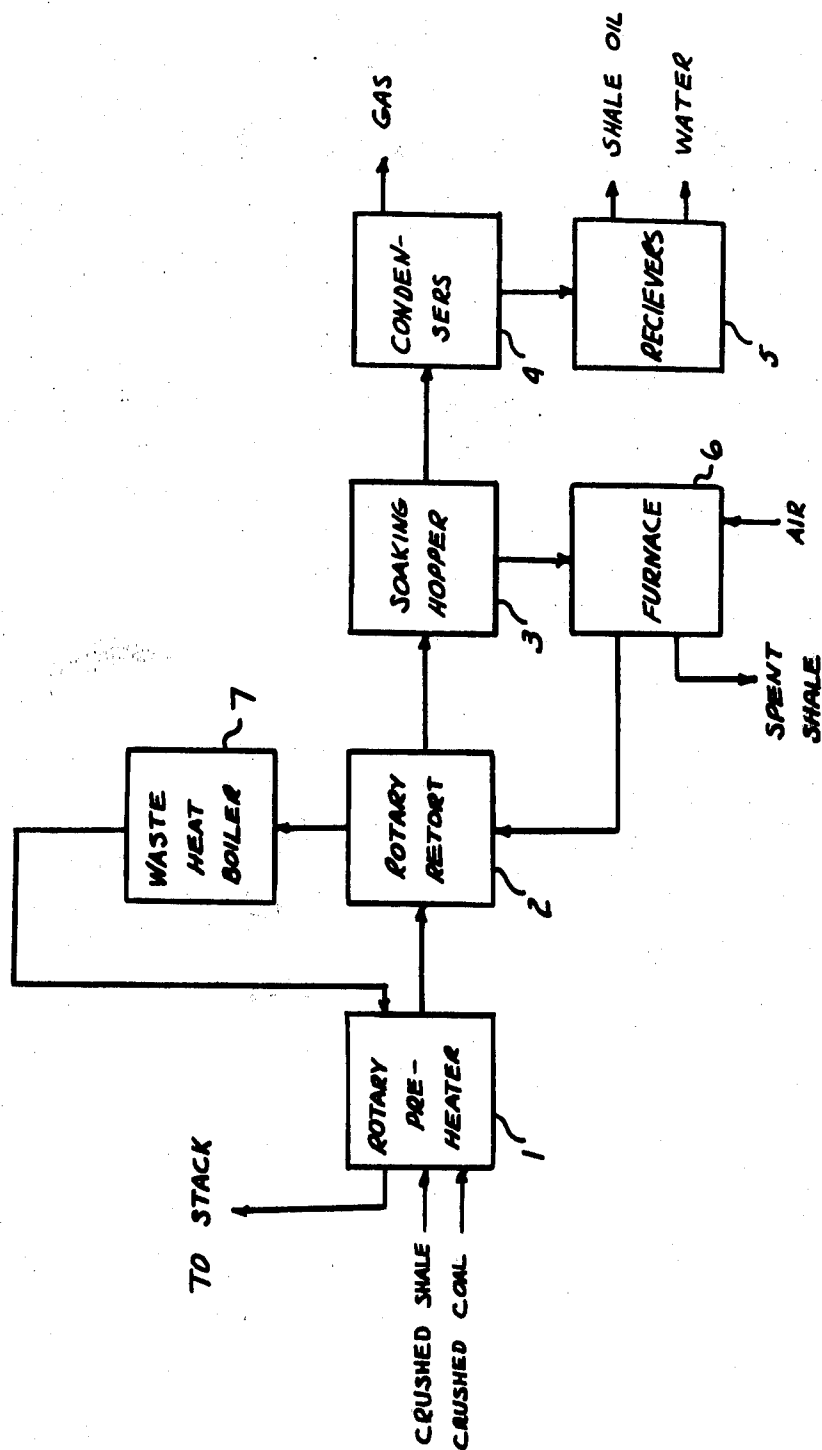 TO STACK
CRUSHED SHALE
CRUSHED COAL
ROTARY
PRE-
HEATER
1
WASTE
HEAT
BOILER
7
ROTARY
RETORT
2
SOAKING
HOPPER
3
FURNACE
6
AIR
SPENT
SHALE
CONDEN-
SERS
4
GAS
RECIEVERS
5
SHALE OIL
WATER